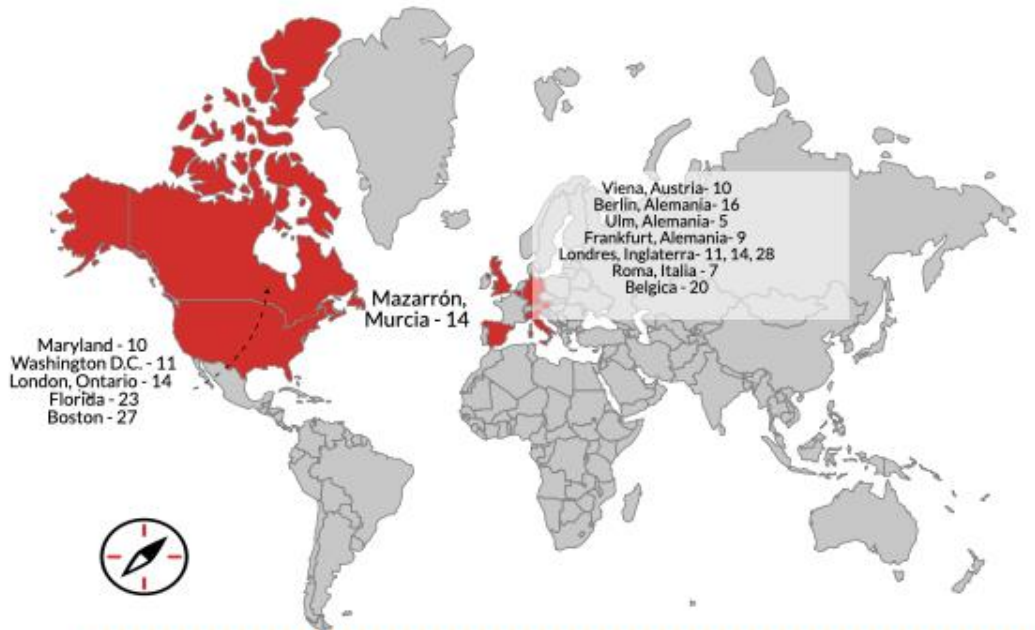 Viena, Austria- 10
Berlin, Alemania- 16
Ulm, Alemania- 5
Frankfurt, Alemania- 9
Londres, Inglaterra- 11, 14, 28
Roma, Italia - 7
Belgica - 20
Mazarrón,
Murcia - 14
Maryland - 10
Washington D.C. - 11
London, Ontario - 14
Florida - 23
Boston - 27